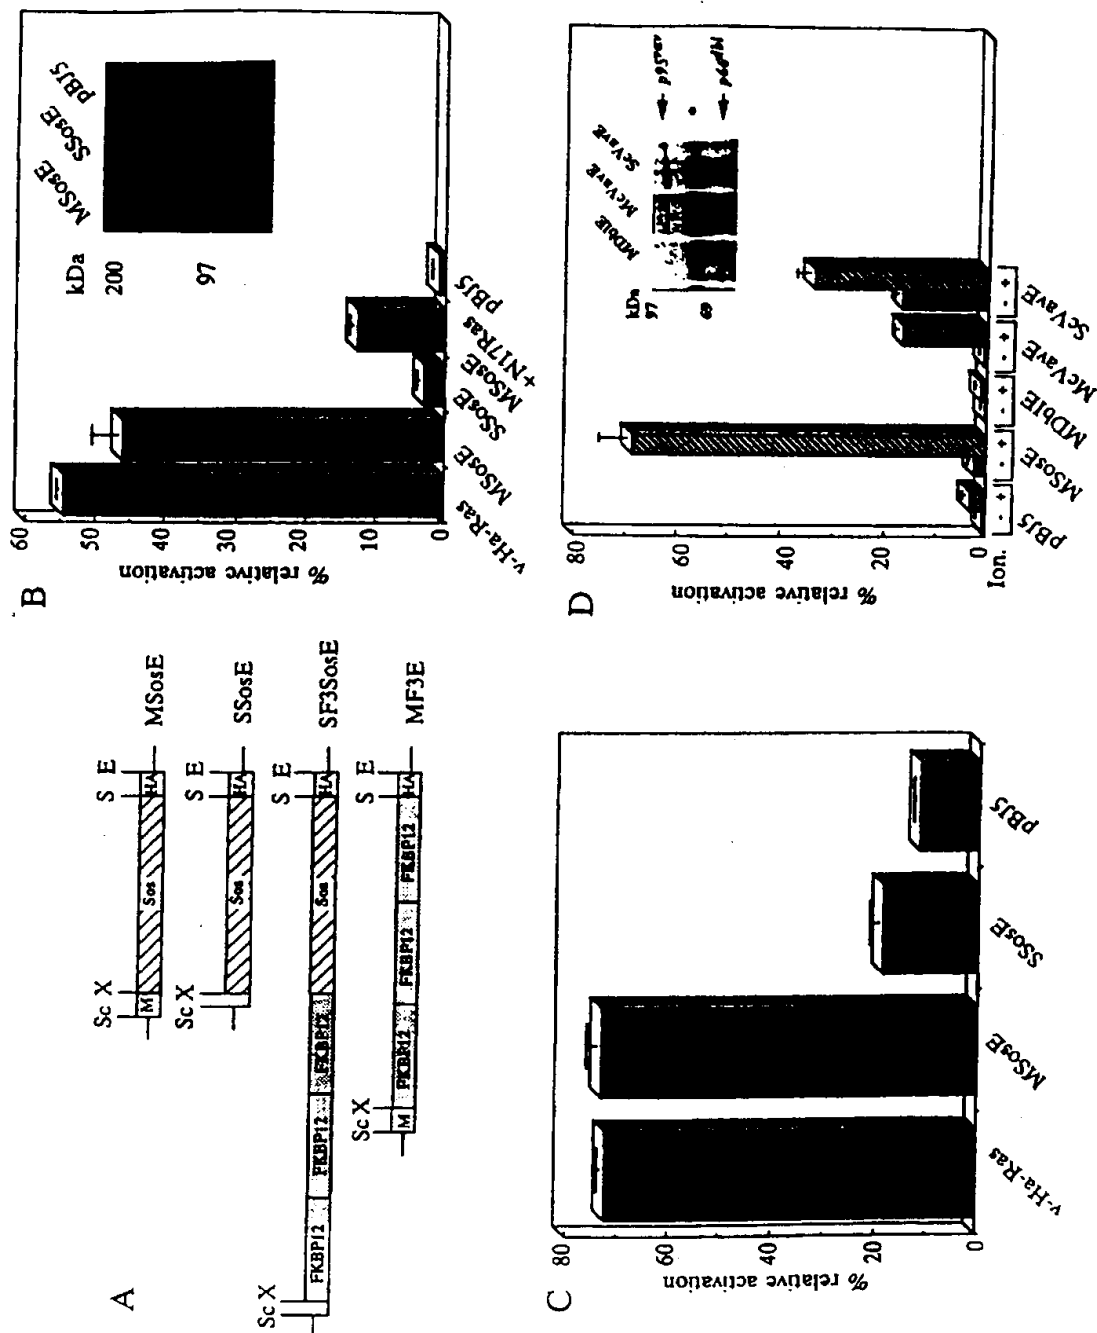 A
Sc X
S E
M
Sos
HA
MSosE
Sc X
S E
Sos
HA
SSosE
Sc X
S E
FKBP12
FKBP12
FKBP12
Sos
HA
SF3SosE
Sc X
S E
M
FKBP12
FKBP12
FKBP12
HA
MF3E
B
% relative activation
60
50
40
30
20
10
0
v-Ha-Ras
MSosE
SSosE
MSosE
+N17Ras
pBJ5
kDa
200
97
MSosE
SSosE
pBJ5
C
% relative activation
80
60
40
20
0
v-Ha-Ras
MSosE
SSosE
pBJ5
D
% relative activation
80
60
40
20
0
Ion.
- +
- +
- +
- +
- +
pBJ5
MSosE
MDblE
McVavE
ScVavE
kDa
97
69
MDblE
McVavE
ScVavE
p95vav
*
p66dbl